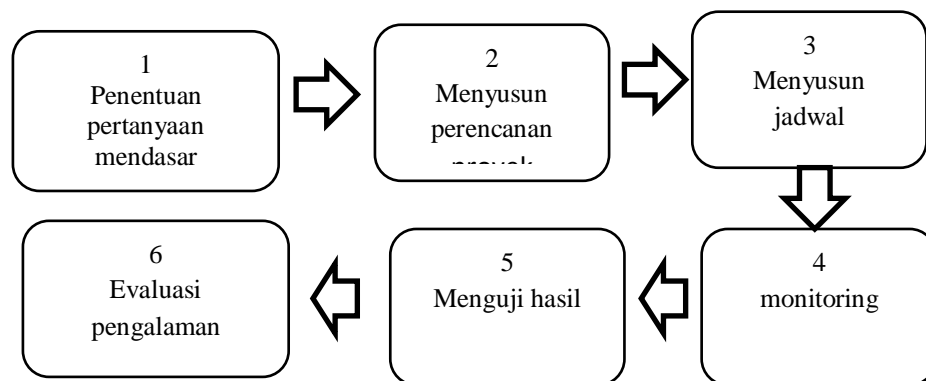 1
Penentuan
pertanyaan
mendasar
2
Menyusun
perencanan
3
Menyusun
jadwal
4
monitoring
5
Menguji hasil
6
Evaluasi
pengalaman